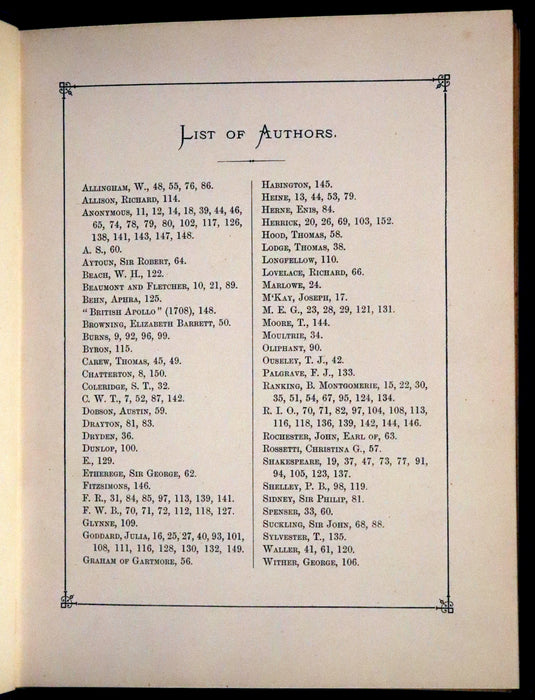 LIST OF AUTHORS.
ALLINGHAM, W., 48, 55, 76, 86.
ALLISON, RICHARD, 114.
ANONYMOUS, 11, 12, 14, 18, 39, 44, 46,
65, 74, 78, 79, 80, 102, 117, 126,
138, 141, 143, 147, 148.
A. S., 60.
AYTOUN, SIR ROBERT, 64.
BEACH, W. H., 122.
BEAUMONT AND FLETCHER, 10, 21, 89.
BEHN, APHRA, 125.
"BRITISH APOLLO" (1708), 148.
BROWNING, ELIZABETH BARRETT, 50.
BURNS, 9, 92, 96, 99.
BYRON, 115.
CAREW, THOMAS, 45, 49.
CHATTERTON, 8, 150.
COLERIDGE, S. T., 32.
C. W. T., 7, 52, 87, 142.
DOBSON, AUSTIN, 59.
DRAYTON, 81, 83.
DRYDEN, 36.
DUNLOP, 100.
E., 129.
ETHEREGE, SIR GEORGE, 62.
FITZSIMONS, 146.
F. R., 31, 84, 85, 97, 113, 139, 141.
F. W. B., 70, 71, 72, 112, 118, 127.
GLYNNE, 109.
GODDARD, JULIA, 16, 25, 27, 40, 93, 101,
108, 111, 116, 128, 130, 132, 149.
GRAHAM OF GARTMORE, 56.
HABINGTON, 145.
HEINE, 13, 44, 53, 79.
HERNE, ENIS, 84.
HERRICK, 20, 26, 69, 103, 152.
HOOD, THOMAS, 58.
LODGE, THOMAS, 38.
LONGFELLOW, 110.
LOVELACE, RICHARD, 66.
MARLOWE, 24.
M'KAY, JOSEPH, 17.
M. E. G., 23, 28, 29, 121, 131.
MOORE, T., 144.
MOULTRIE, 34.
OLIPHANT, 90.
OUSELEY, T. J., 42.
PALGRAVE, F. J., 133.
RANKING, B. MONTGOMERIE, 15, 22, 30,
35, 51, 54, 67, 95, 124, 134.
R. I. O., 70, 71, 82, 97, 104, 108, 113,
116, 118, 136, 139, 142, 144, 146.
ROCHESTER, JOHN, EARL OF, 63.
ROSSETTI, CHRISTINA G., 57.
SHAKESPEARE, 19, 37, 47, 73, 77, 91,
94, 105, 123, 137.
SHELLEY, P. B., 98, 119.
SIDNEY, SIR PHILIP, 81.
SPENSER, 33, 60.
SUCKLING, SIR JOHN, 68, 88.
SYLVESTER, T., 135.
WALLER, 41, 61, 120.
WITHER, GEORGE, 106.